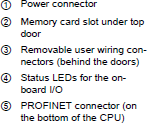 ① Power connector
② Memory card slot under top
door
③ Removable user wiring con-
nectors (behind the doors)
④ Status LEDs for the on-
board I/O
⑤ PROFINET connector (on
the bottom of the CPU)